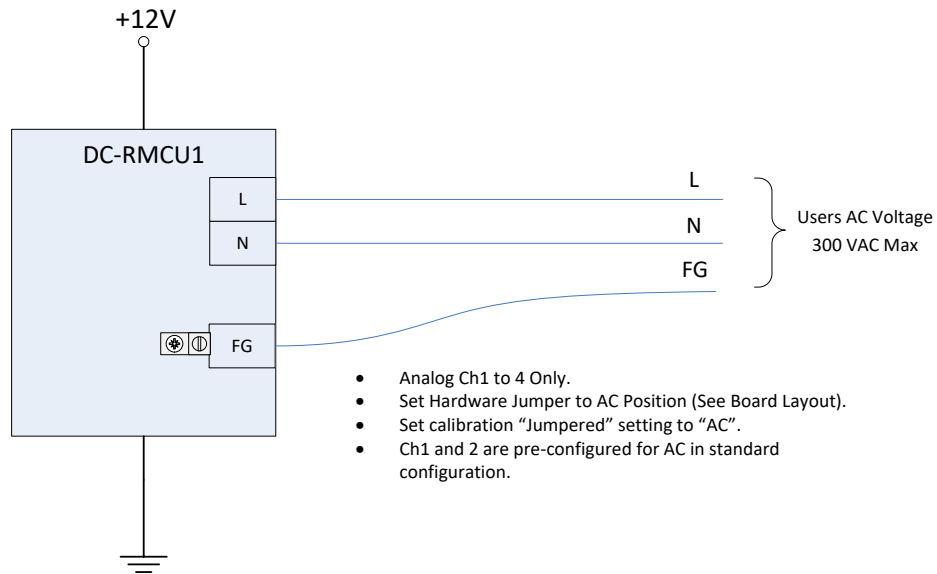 +12V
DC-RMCU1
L
N
FG
L
N
FG
Users AC Voltage
300 VAC Max
• Analog Ch1 to 4 Only.
• Set Hardware Jumper to AC Position (See Board Layout).
• Set calibration “Jumpered” setting to “AC”.
• Ch1 and 2 are pre-configured for AC in standard
configuration.